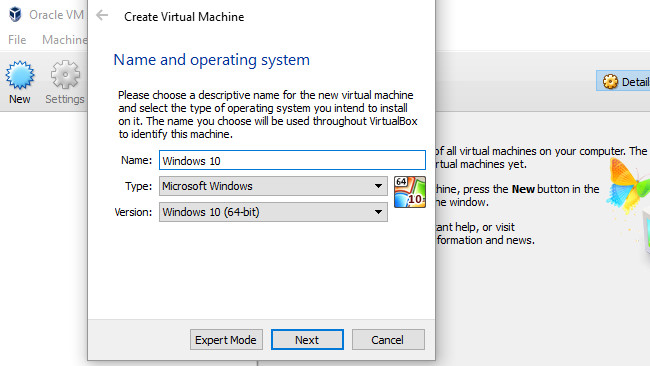 Oracle VM
File Machine
New Settings
Detail
Create Virtual Machine
Name and operating system
Please choose a descriptive name for the new virtual machine
and select the type of operating system you intend to install
on it. The name you choose will be used throughout VirtualBox
to identify this machine.
Name: Windows 10
Type: Microsoft Windows
64
10
Version: Windows 10 (64-bit)
Expert Mode Next Cancel
of all virtual machines on your computer. The
rtual machines yet.
hine, press the New button in the
he window.
tant help, or visit
formation and news.